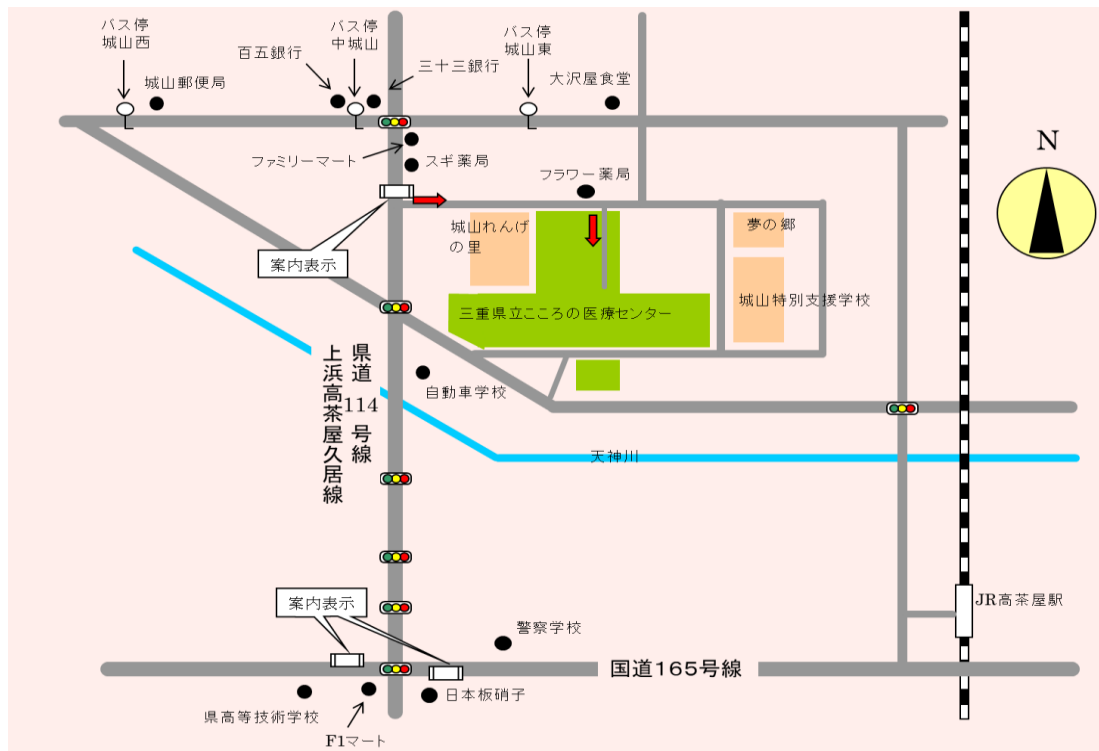 バス停
城山西
百五銀行
バス停
中城山
三十三銀行
バス停
城山東
大沢屋食堂
城山郵便局
ファミリーマート
スギ薬局
フラワー薬局
N
城山れんげ
の里
夢の郷
案内表示
城山特別支援学校
三重県立こころの医療センター
県道114号線
上浜高茶屋久居線
自動車学校
天神川
案内表示
JR高茶屋駅
警察学校
国道165号線
日本板硝子
県高等技術学校
F1マート